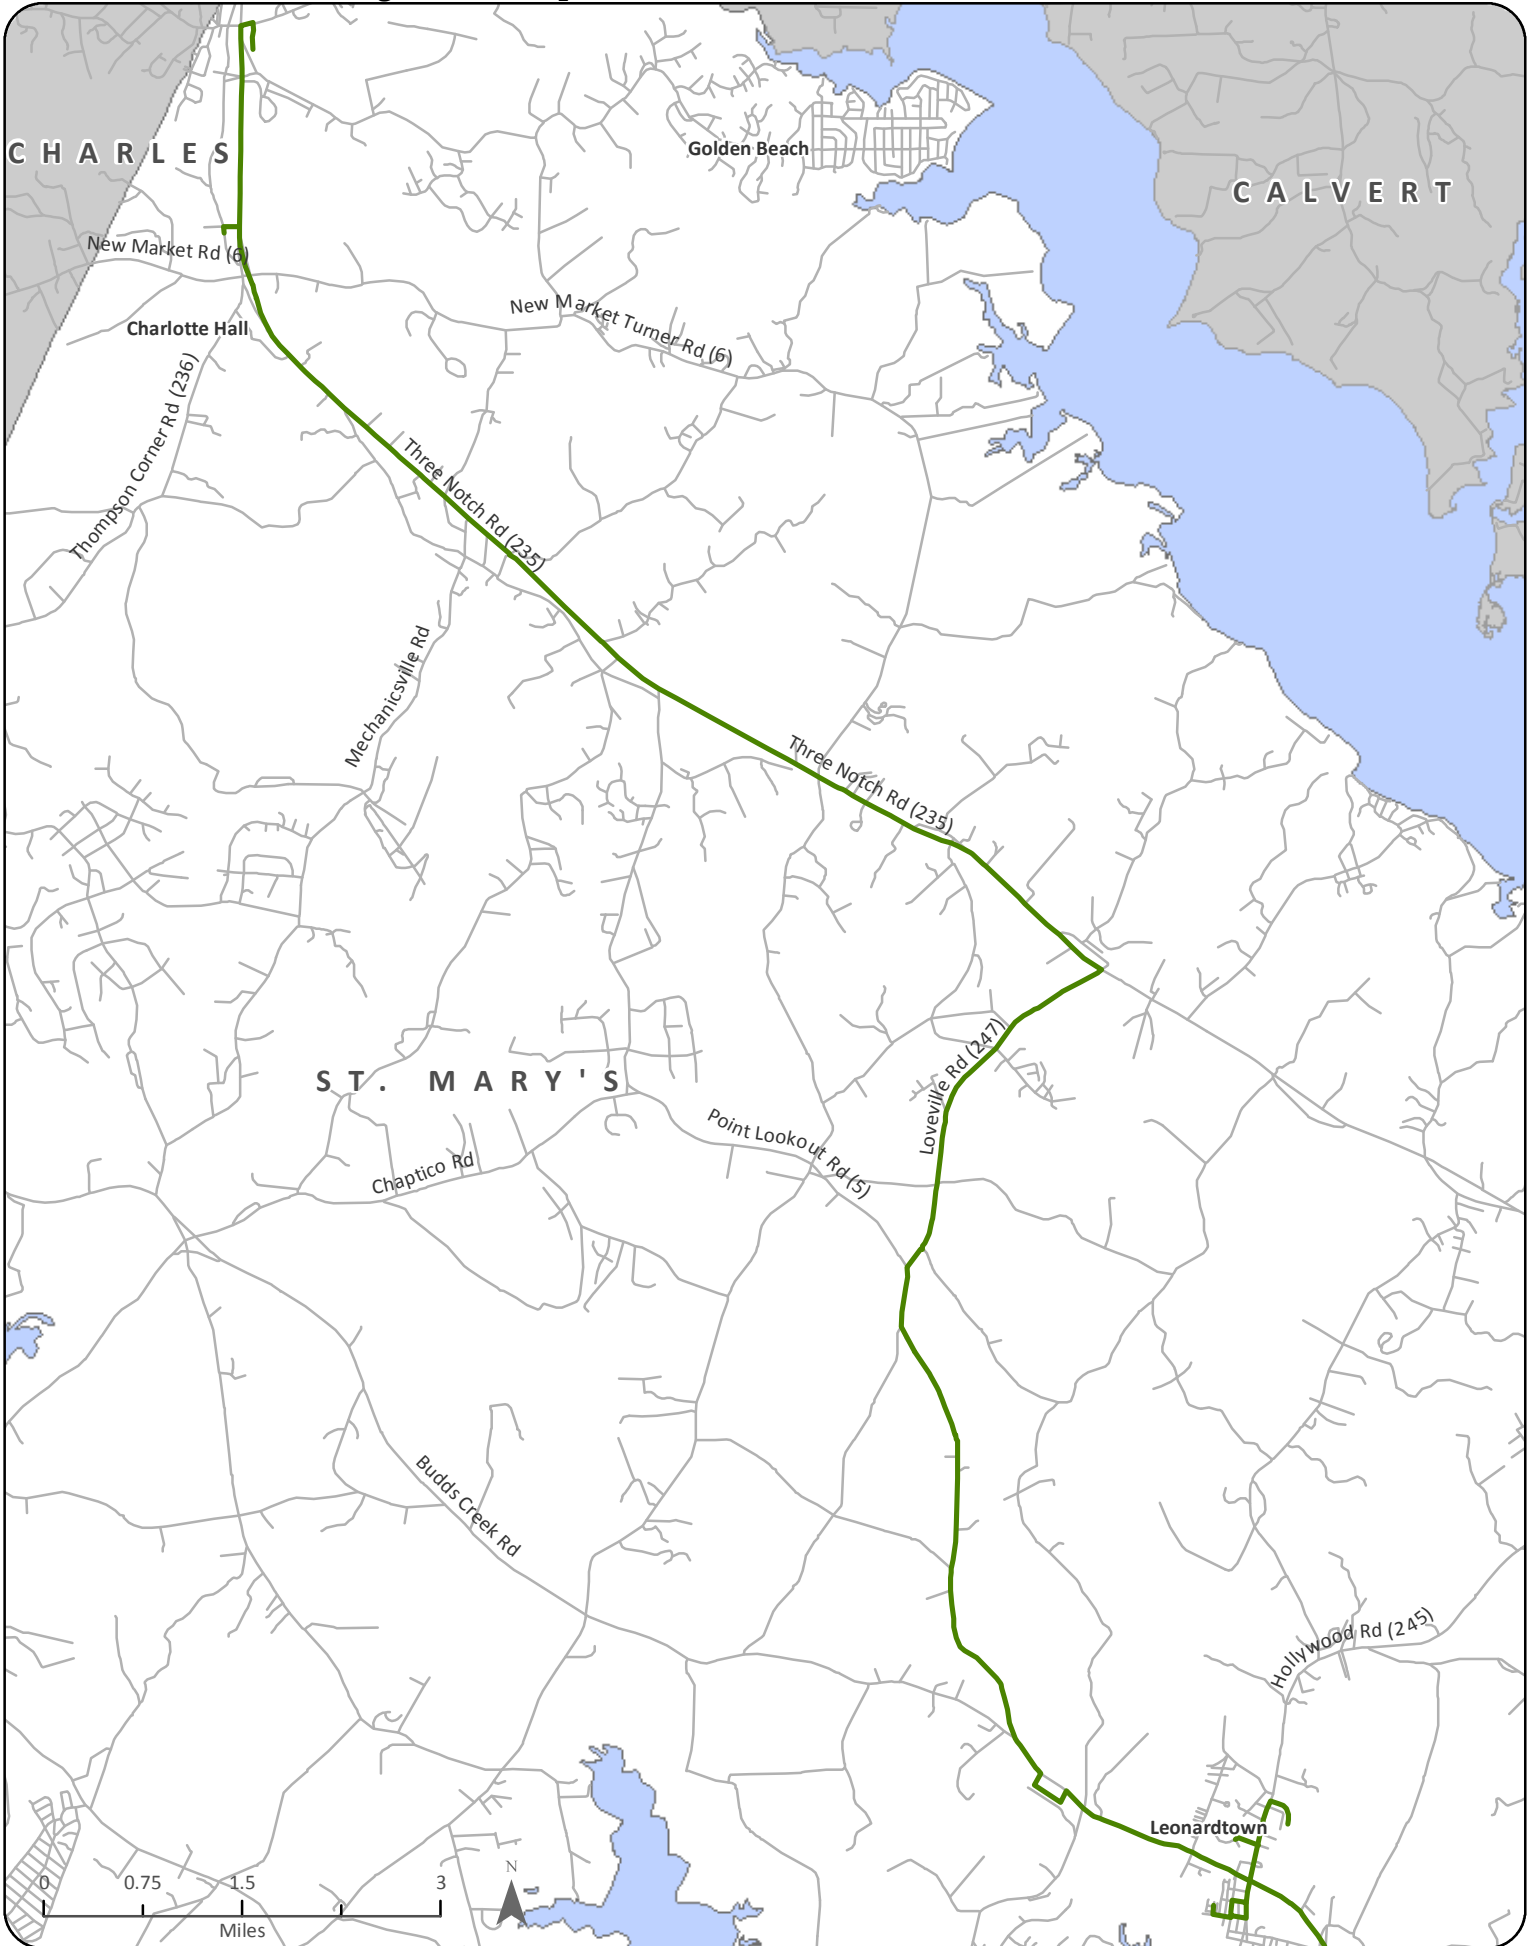 CHARLES
Golden Beach
CALVERT
New Market Rd (6)
New Market Turner Rd (6)
Charlotte Hall
Thompson Corner Rd (236)
Three Notch Rd (235)
Mechanicsville Rd
Three Notch Rd (235)
Loveville Rd (247)
ST. MARY'S
Point Lookout Rd (5)
Chaptico Rd
Budds Creek Rd
Hollywood Rd (245)
Leonardtown
N
0 0.75 1.5 3
Miles